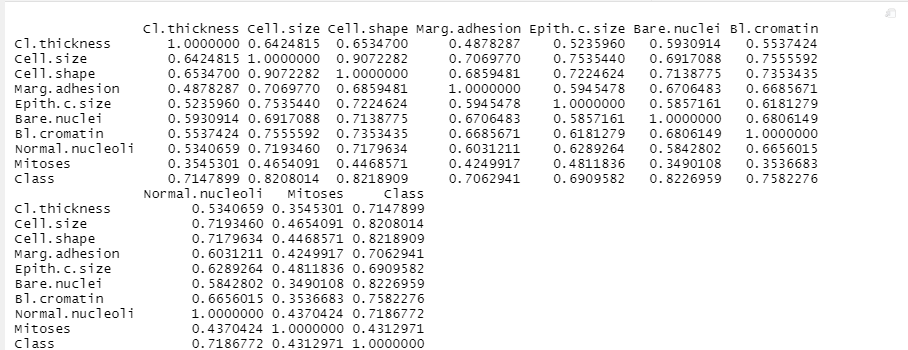 Cl.thickness Cell.size Cell.shape Marg.adhesion Epith.c.size Bare.nuclei Bl.cromatin
Cl.thickness 1.0000000 0.6424815 0.6534700 0.4878287 0.5235960 0.5930914 0.5537424
Cell.size 0.6424815 1.0000000 0.9072282 0.7069770 0.7535440 0.6917088 0.7555592
Cell.shape 0.6534700 0.9072282 1.0000000 0.6859481 0.7224624 0.7138775 0.7353435
Marg.adhesion 0.4878287 0.7069770 0.6859481 1.0000000 0.5945478 0.6706483 0.6685671
Epith.c.size 0.5235960 0.7535440 0.7224624 0.5945478 1.0000000 0.5857161 0.6181279
Bare.nuclei 0.5930914 0.6917088 0.7138775 0.6706483 0.5857161 1.0000000 0.6806149
Bl.cromatin 0.5537424 0.7555592 0.7353435 0.6685671 0.6181279 0.6806149 1.0000000
Normal.nucleoli 0.5340659 0.7193460 0.7179634 0.6031211 0.6289264 0.5842802 0.6656015
Mitoses 0.3545301 0.4654091 0.4468571 0.4249917 0.4811836 0.3490108 0.3536683
Class 0.7147899 0.8208014 0.8218909 0.7062941 0.6909582 0.8226959 0.7582276
Normal.nucleoli Mitoses Class
Cl.thickness 0.5340659 0.3545301 0.7147899
Cell.size 0.7193460 0.4654091 0.8208014
Cell.shape 0.7179634 0.4468571 0.8218909
Marg.adhesion 0.6031211 0.4249917 0.7062941
Epith.c.size 0.6289264 0.4811836 0.6909582
Bare.nuclei 0.5842802 0.3490108 0.8226959
Bl.cromatin 0.6656015 0.3536683 0.7582276
Normal.nucleoli 1.0000000 0.4370424 0.7186772
Mitoses 0.4370424 1.0000000 0.4312971
Class 0.7186772 0.4312971 1.0000000